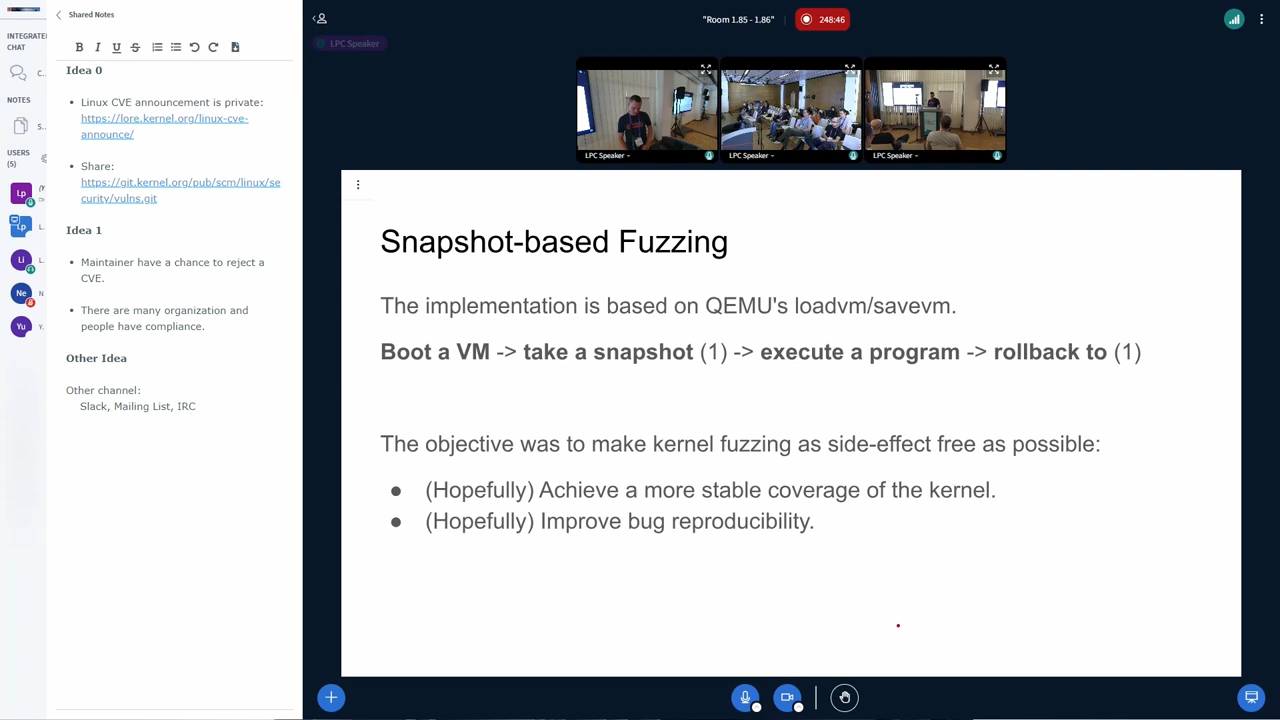 INTEGRATE
CHAT
C..
NOTES
S..
USERS
(5)
Lp
Lp
L.
Li
L.
Ne
N
Yu
Y.
Shared Notes
B I U S
Idea 0
• Linux CVE announcement is private:
https://lore.kernel.org/linux-cve-
announce/
• Share:
https://git.kernel.org/pub/scm/linux/se
curity/vulns.git
Idea 1
• Maintainer have a chance to reject a
CVE.
• There are many organization and
people have compliance.
Other Idea
Other channel:
Slack, Mailing List, IRC
"Room 1.85 - 1.86"
248:46
LPC Speaker
LPC Speaker
LPC Speaker
LPC Speaker
Snapshot-based Fuzzing
The implementation is based on QEMU's loadvm/savevm.
Boot a VM -> take a snapshot (1) -> execute a program -> rollback to (1)
The objective was to make kernel fuzzing as side-effect free as possible:
● (Hopefully) Achieve a more stable coverage of the kernel.
● (Hopefully) Improve bug reproducibility.